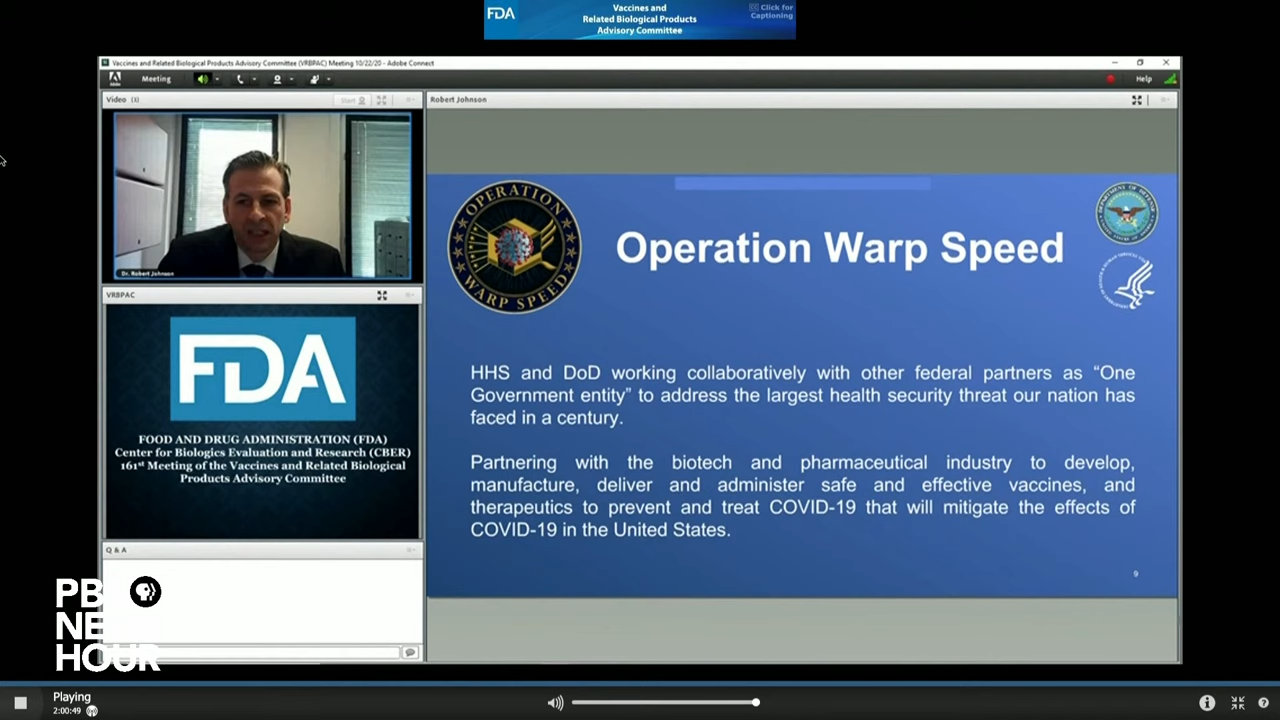 FDA
Vaccines and
Related Biological Products
Advisory Committee
CC Click for
Captioning
Vaccines and Related Biological Products Advisory Committee (VRBPAC) Meeting 10/22/20 - Adobe Connect
Meeting
Help
Video (1)
Start
Dr. Robert Johnson
VRBPAC
FDA
FOOD AND DRUG ADMINISTRATION (FDA)
Center for Biologics Evaluation and Research (CBER)
161st Meeting of the Vaccines and Related Biological
Products Advisory Committee
Q & A
Robert Johnson
OPERATION
WARP SPEED
Operation Warp Speed
HHS and DoD working collaboratively with other federal partners as “One
Government entity” to address the largest health security threat our nation has
faced in a century.
Partnering with the biotech and pharmaceutical industry to develop,
manufacture, deliver and administer safe and effective vaccines, and
therapeutics to prevent and treat COVID-19 that will mitigate the effects of
COVID-19 in the United States.
9
PB
NE
HOUR
Playing
2:00:49